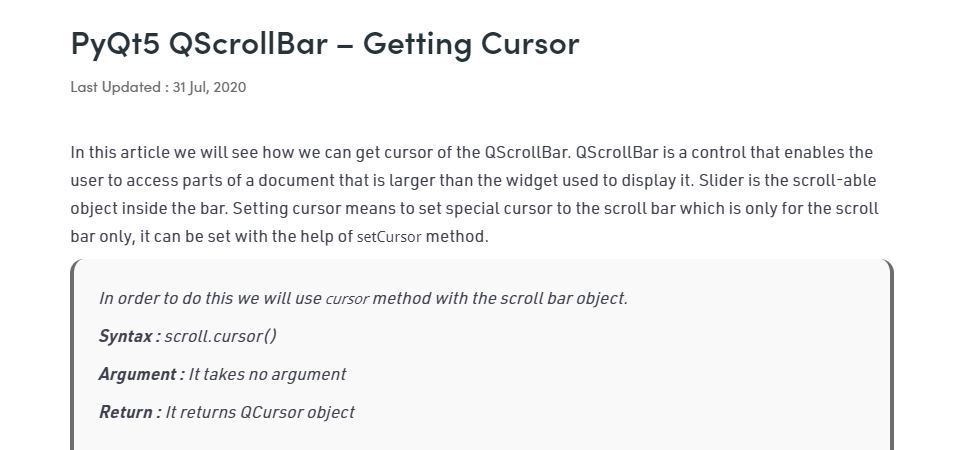 PyQt5 QScrollBar – Getting Cursor
Last Updated : 31 Jul, 2020
In this article we will see how we can get cursor of the QScrollBar. QScrollBar is a control that enables the
user to access parts of a document that is larger than the widget used to display it. Slider is the scroll-able
object inside the bar. Setting cursor means to set special cursor to the scroll bar which is only for the scroll
bar only, it can be set with the help of setCursor method.
In order to do this we will use cursor method with the scroll bar object.
Syntax : scroll.cursor()
Argument : It takes no argument
Return : It returns QCursor object